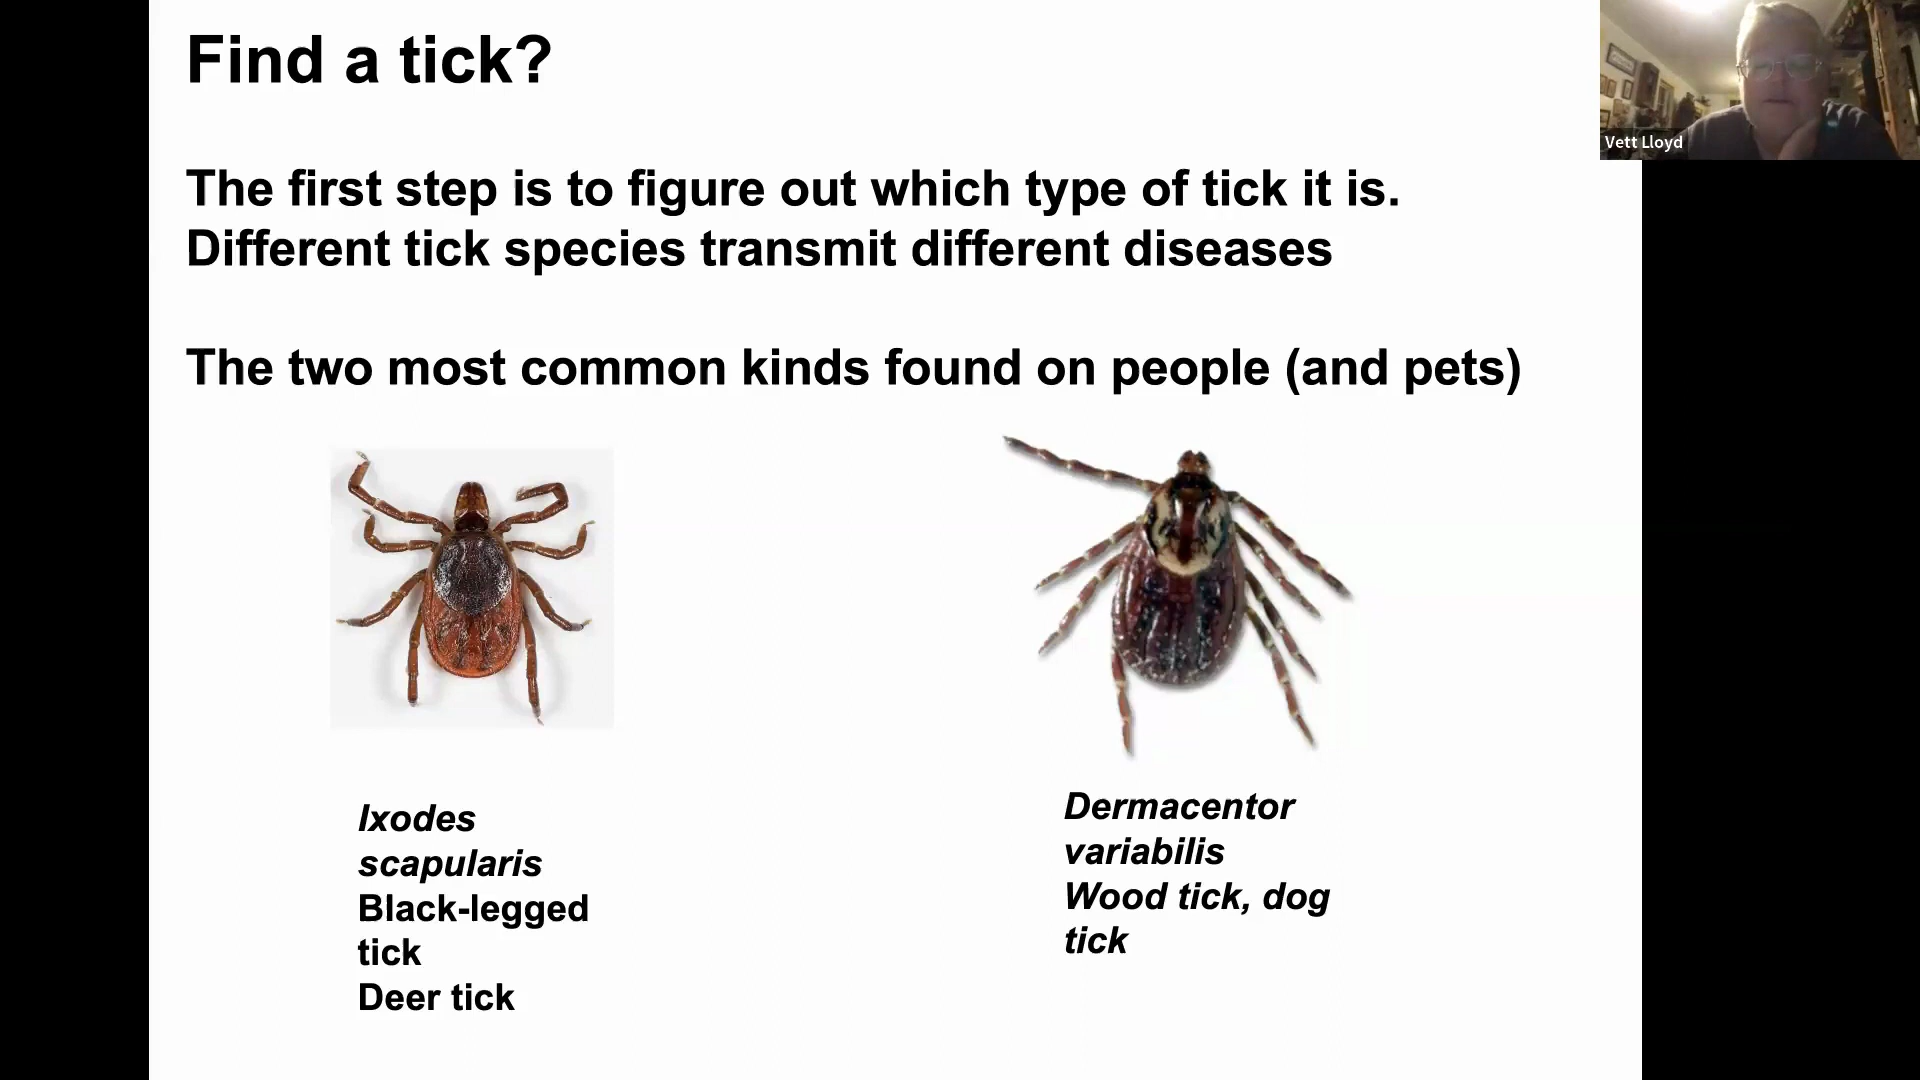 Find a tick?
Vett Lloyd
The first step is to figure out which type of tick it is.
Different tick species transmit different diseases
The two most common kinds found on people (and pets)
Ixodes
scapularis
Black-legged
tick
Deer tick
Dermacentor
variabilis
Wood tick, dog
tick